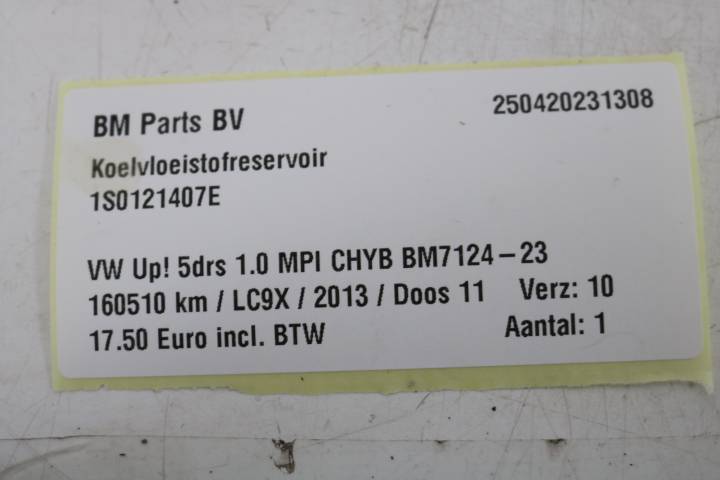 BM Parts BV 250420231308
Koelvloeistofreservoir
1S0121407E
VW Up! 5drs 1.0 MPI CHYB BM7124-23
160510 km / LC9X / 2013 / Doos 11 Verz: 10
17.50 Euro incl. BTW Aantal: 1